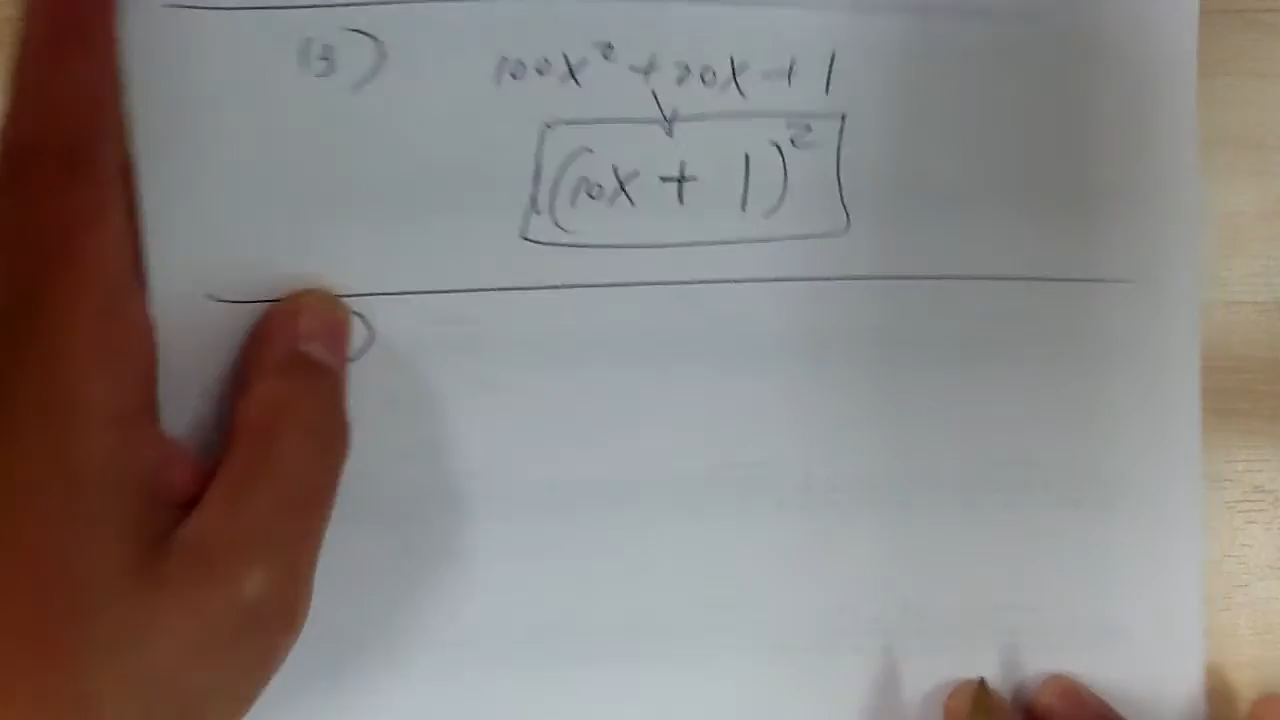 13) 100x² + 20x + 1
(10x + 1)²
)